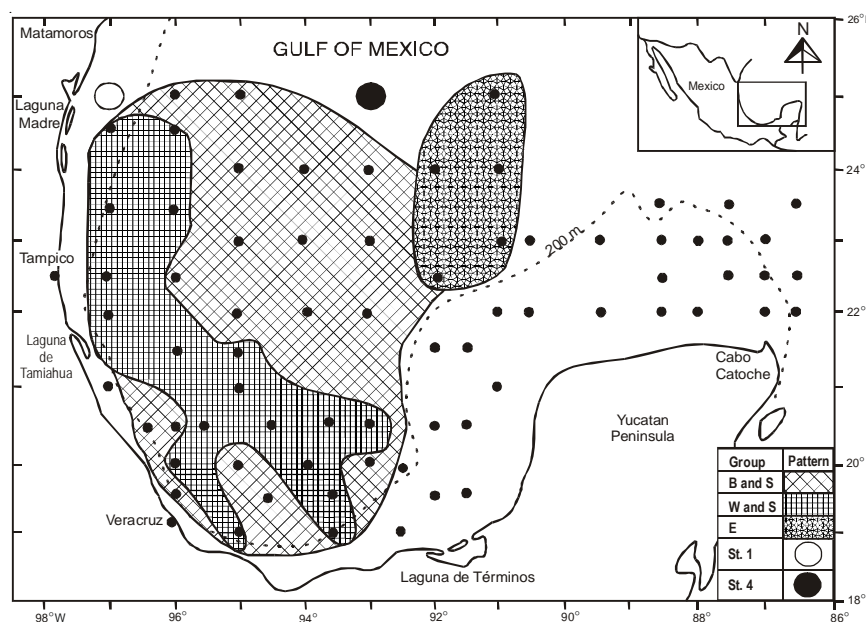 Matamoros
GULF OF MEXICO
N
Mexico
26°
Laguna
Madre
24°
200 m
Tampico
22°
Laguna
de
Tamiahua
Cabo
Catoche
Yucatan
Peninsula
20°
Group Pattern
B and S
W and S
E
St. 1
St. 4
Veracruz
Laguna de Términos
18°
98°W 96° 94° 92° 90° 88° 86°